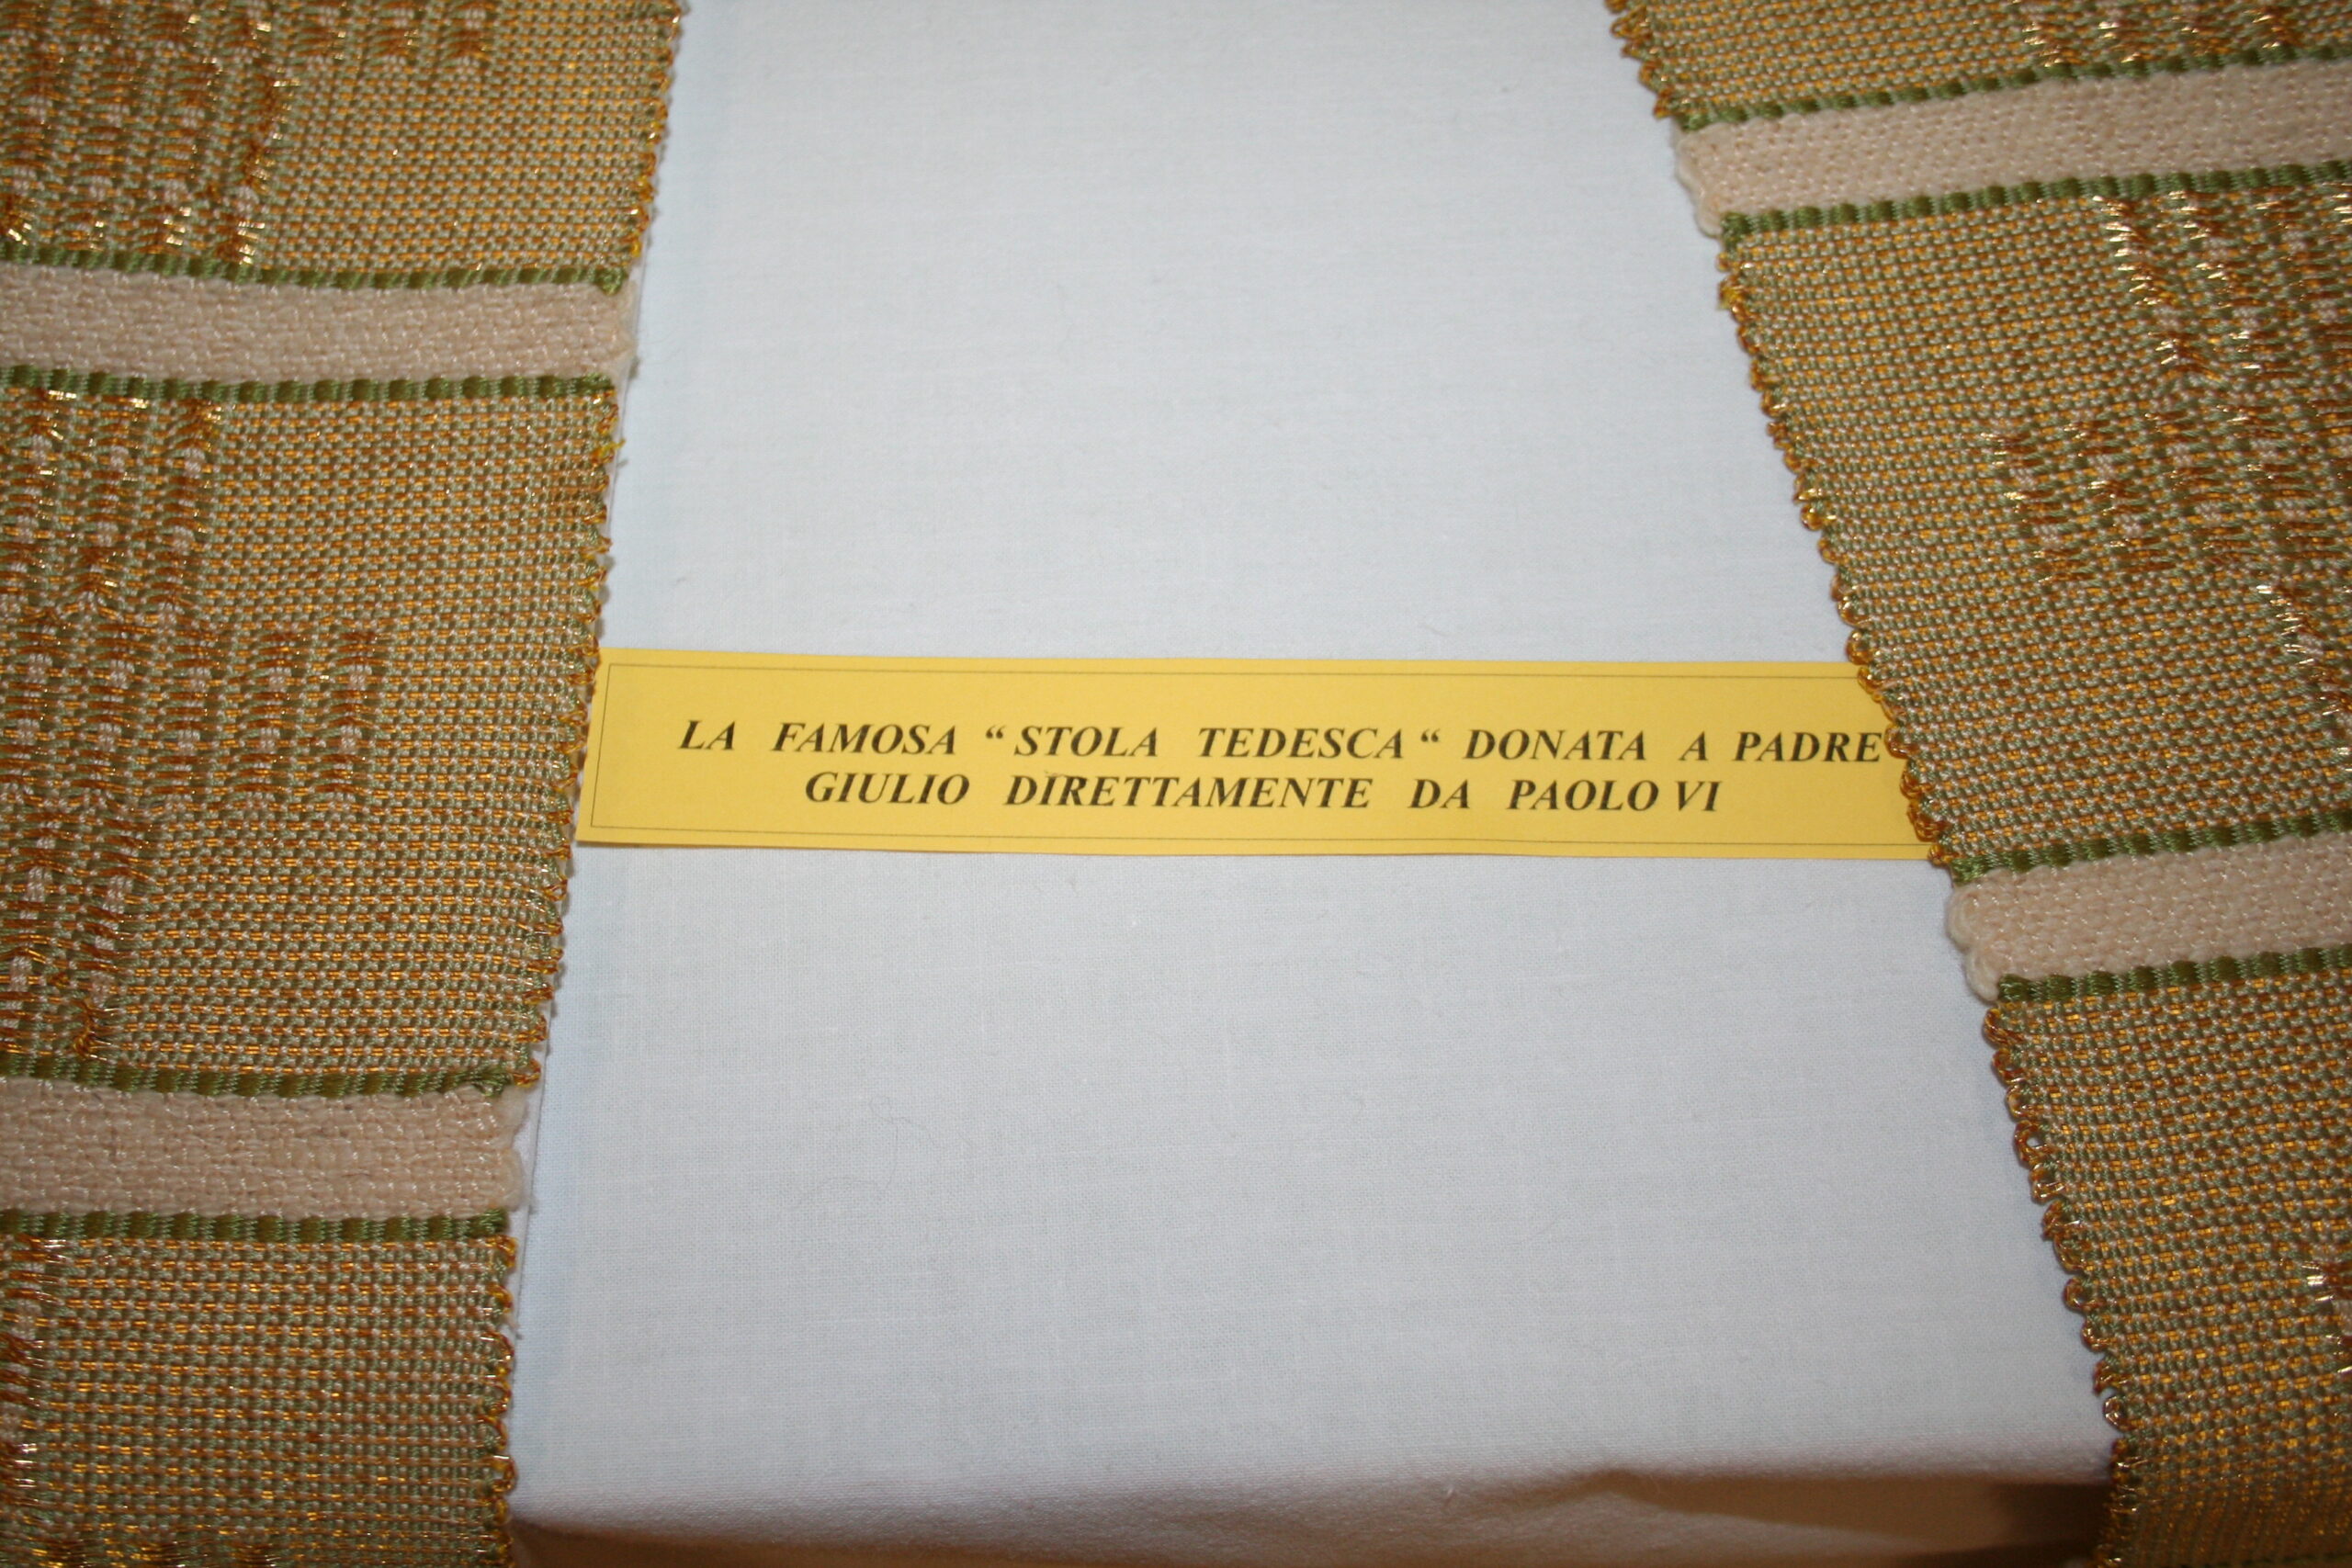 LA FAMOSA “ STOLA TEDESCA “ DONATA A PADRE
GIULIO DIRETTAMENTE DA PAOLO VI